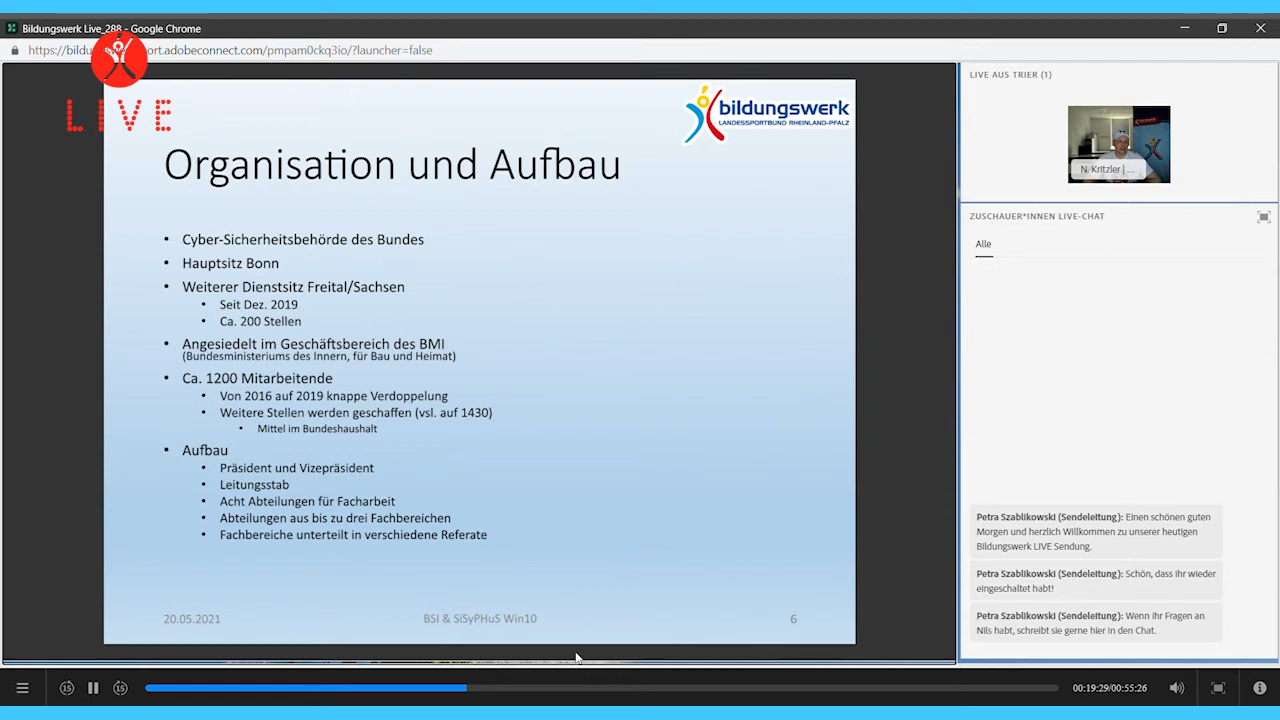 Bildungswerk Live_288 - Google Chrome
port.adobeconnect.com/pmpam0ckq3io/?launcher=false
LIVE
bildungswerk
LANDESSPORTBUND RHEINLAND-PFALZ
Organisation und Aufbau
• Cyber-Sicherheitsbehörde des Bundes
• Hauptsitz Bonn
• Weiterer Dienstsitz Freital/Sachsen
• Seit Dez. 2019
• Ca. 200 Stellen
• Angesiedelt im Geschäftsbereich des BMI
(Bundesministeriums des Innern, für Bau und Heimat)
• Ca. 1200 Mitarbeitende
• Von 2016 auf 2019 knappe Verdoppelung
• Weitere Stellen werden geschaffen (vsl. auf 1430)
• Mittel im Bundeshaushalt
• Aufbau
• Präsident und Vizepräsident
• Leitungsstab
• Acht Abteilungen für Facharbeit
• Abteilungen aus bis zu drei Fachbereichen
• Fachbereiche unterteilt in verschiedene Referate
20.05.2021
BSI & SiSyPHuS Win10
6
LIVE AUS TRIER (1)
N. Kritzler | ...
ZUSCHAUER*INNEN LIVE-CHAT
Alle
Petra Szablikowski (Sendeleitung): Einen schönen guten
Morgen und herzlich Willkommen zu unserer heutigen
Bildungswerk LIVE Sendung.
Petra Szablikowski (Sendeleitung): Schön, dass ihr wieder
eingeschaltet habt!
Petra Szablikowski (Sendeleitung): Wenn ihr Fragen an
Nils habt, schreibt sie gerne hier in den Chat.
15
15
00:19:29/00:55:26